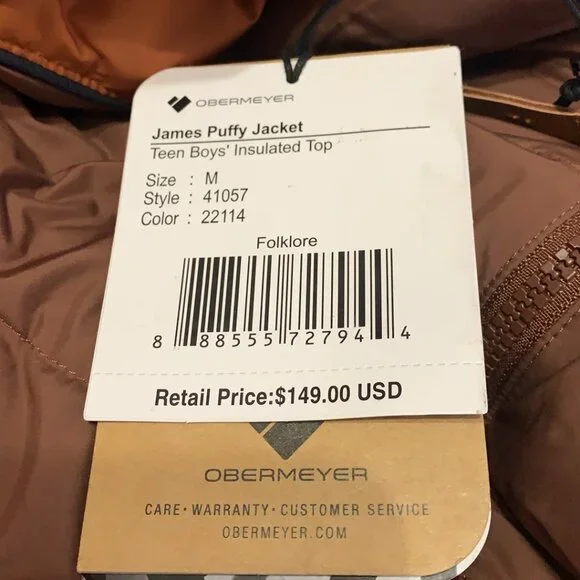 OBERMEYER
James Puffy Jacket
Teen Boys' Insulated Top
Size : M
Style : 41057
Color : 22114
Folklore
8 88555 72794 4
Retail Price:$149.00 USD
OBERMEYER
CARE · WARRANTY · CUSTOMER SERVICE
OBERMEYER.COM